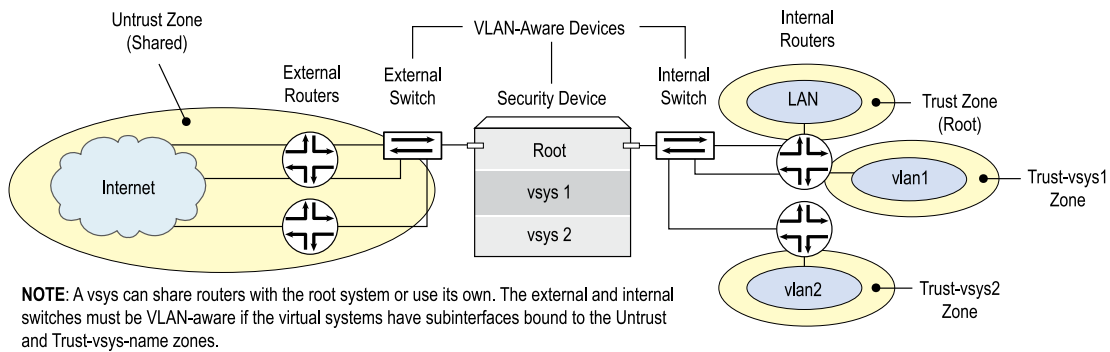 Untrust Zone
(Shared)
VLAN-Aware Devices
Internal
Routers
External
Routers
External
Switch
Security Device
Internal
Switch
LAN
Trust Zone
(Root)
Root
Internet
vsys 1
vlan1
Trust-vsys1
Zone
vsys 2
vlan2
Trust-vsys2
Zone
NOTE: A vsys can share routers with the root system or use its own. The external and internal
switches must be VLAN-aware if the virtual systems have subinterfaces bound to the Untrust
and Trust-vsys-name zones.